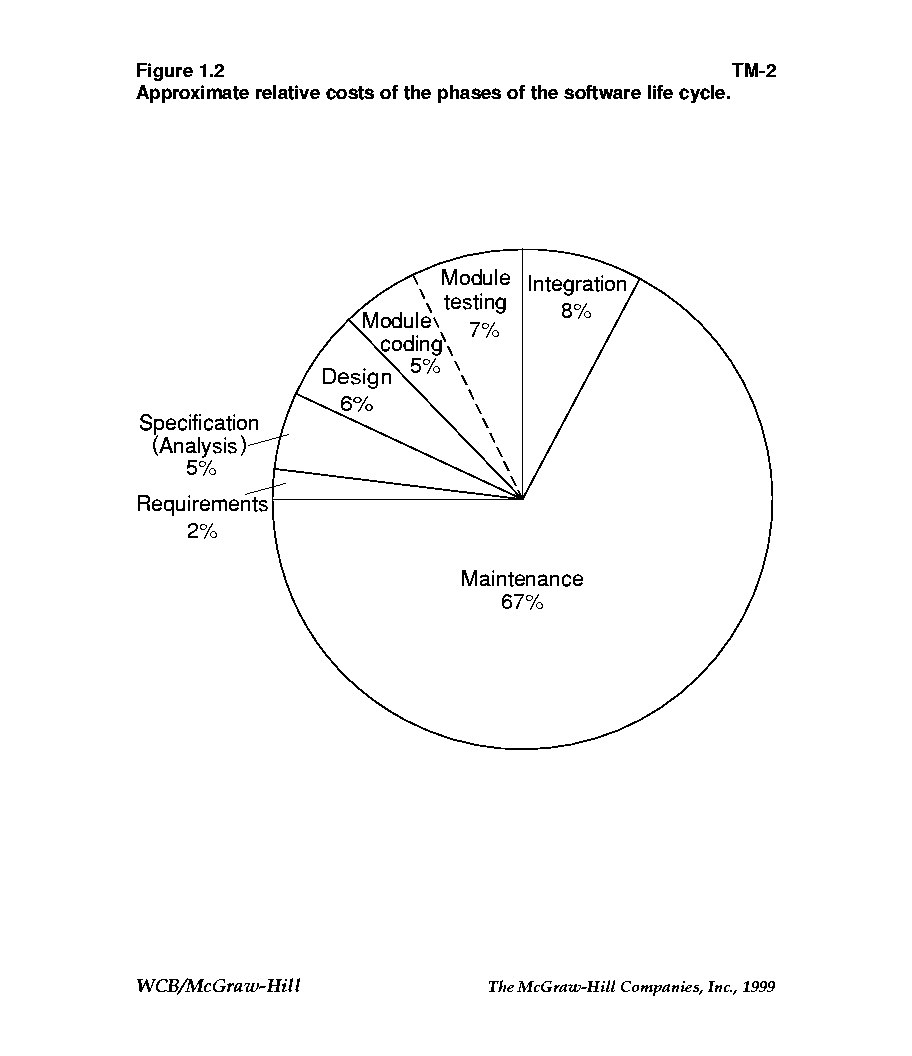 Figure 1.2 TM-2
Approximate relative costs of the phases of the software life cycle.
Module
testing
7%
Integration
8%
Module
coding
5%
Design
6%
Specification
(Analysis)
5%
Requirements
2%
Maintenance
67%
WCB/McGraw-Hill The McGraw-Hill Companies, Inc., 1999